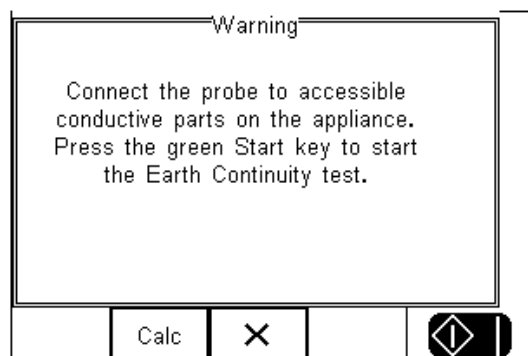 Warning
Connect the probe to accessible
conductive parts on the appliance.
Press the green Start key to start
the Earth Continuity test.
Calc